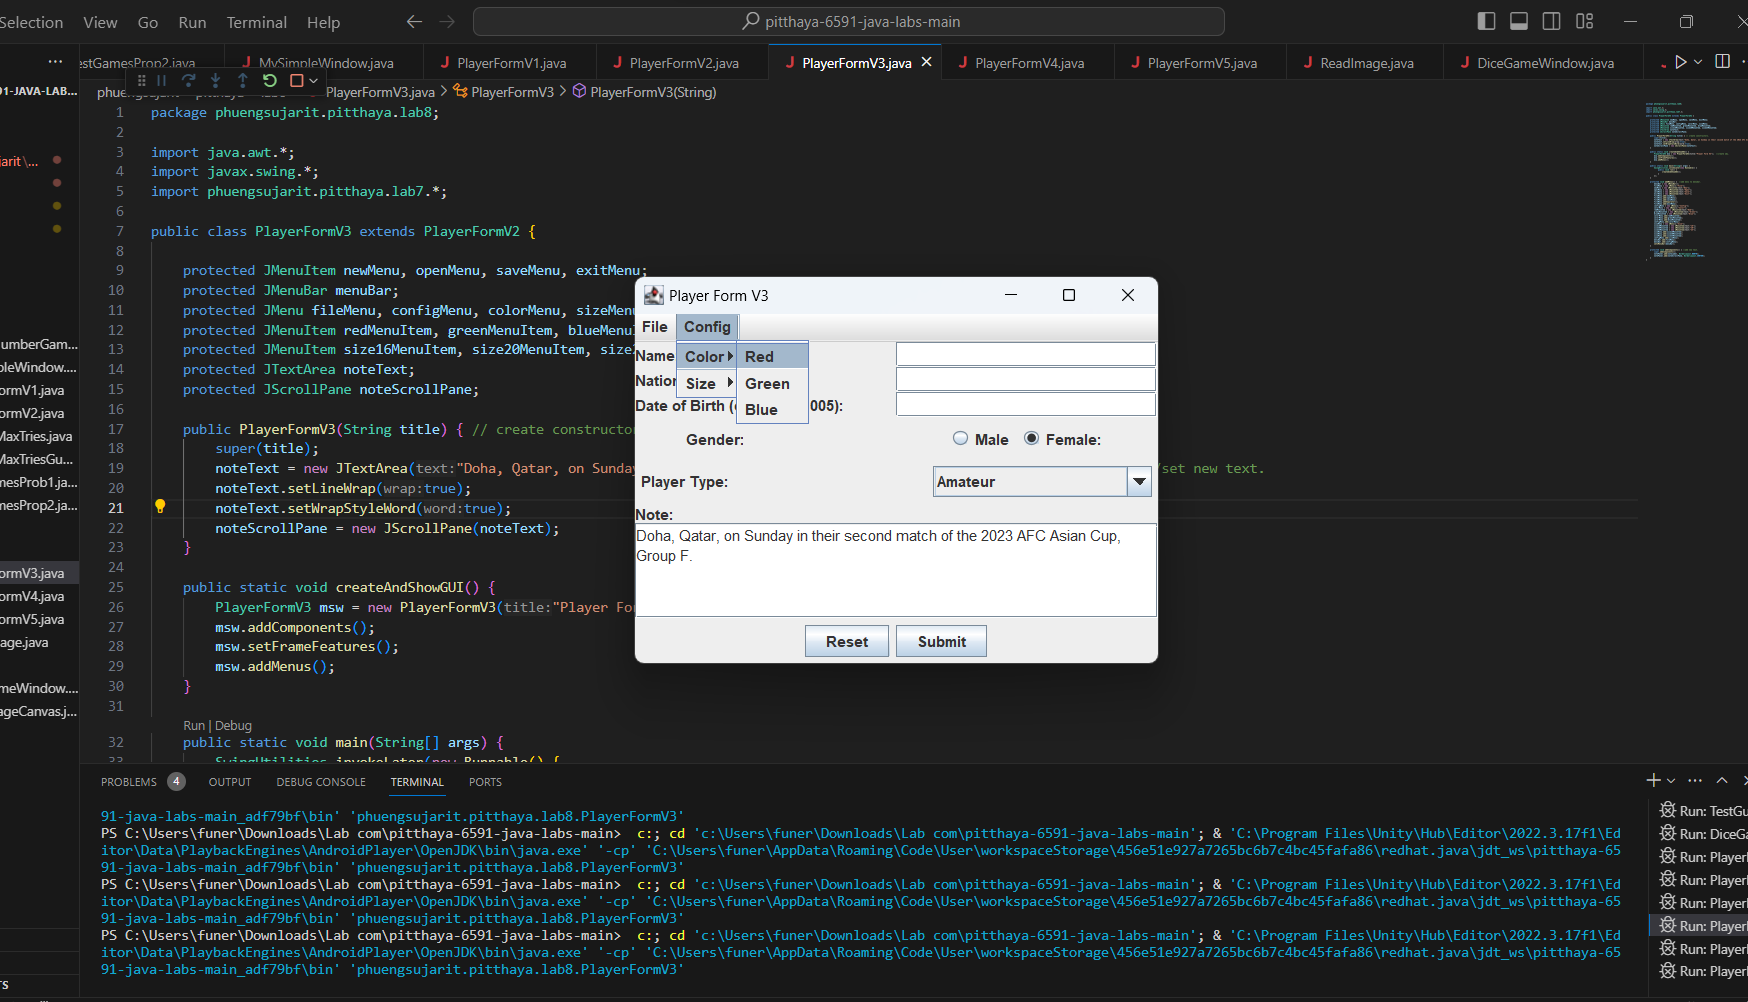 Selection View Go Run Terminal Help
pitthaya-6591-java-labs-main
estGamesProp2.java MySimpleWindow.java PlayerFormV1.java PlayerFormV2.java PlayerFormV3.java PlayerFormV4.java PlayerFormV5.java ReadImage.java DiceGameWindow.java
91-JAVA-LAB...
PlayerFormV3.java > PlayerFormV3 > PlayerFormV3(String)
arit\...
umberGam...
leWindow....
ormV1.java
ormV2.java
MaxTries.java
MaxTriesGu...
mesProb1.ja...
mesProp2.ja...
ormV3.java
ormV4.java
ormV5.java
age.java
meWindow....
ageCanvas.j...
1 package phuengsujarit.pitthaya.lab8;
2
3 import java.awt.*;
4 import javax.swing.*;
5 import phuengsujarit.pitthaya.lab7.*;
6
7 public class PlayerFormV3 extends PlayerFormV2 {
8
9 protected JMenuItem newMenu, openMenu, saveMenu, exitMenu;
10 protected JMenuBar menuBar;
11 protected JMenu fileMenu, configMenu, colorMenu, sizeMenu
12 protected JMenuItem redMenuItem, greenMenuItem, blueMenu
13 protected JMenuItem size16MenuItem, size20MenuItem, size
14 protected JTextArea noteText;
15 protected JScrollPane noteScrollPane;
16
17 public PlayerFormV3(String title) { // create constructor
18 super(title);
19 noteText = new JTextArea(text:"Doha, Qatar, on Sunday /set new text.
20 noteText.setLineWrap(wrap:true);
21 noteText.setWrapStyleWord(word:true);
22 noteScrollPane = new JScrollPane(noteText);
23 }
24
25 public static void createAndShowGUI() {
26 PlayerFormV3 msw = new PlayerFormV3(title:"Player Fo
27 msw.addComponents();
28 msw.setFrameFeatures();
29 msw.addMenus();
30 }
31
Run | Debug
32 public static void main(String[] args) {
33 SwingUtilities.invokeLater(new Runnable() {
Player Form V3
File Config
Name Color Red
Nation Size Green
Date of Birth ( Blue 005):
Gender: Male Female:
Player Type: Amateur
Note:
Doha, Qatar, on Sunday in their second match of the 2023 AFC Asian Cup,
Group F.
Reset Submit
PROBLEMS 4 OUTPUT DEBUG CONSOLE TERMINAL PORTS
91-java-labs-main_adf79bf\bin' 'phuengsujarit.pitthaya.lab8.PlayerFormV3'
PS C:\Users\funer\Downloads\Lab com\pitthaya-6591-java-labs-main> c:; cd 'c:\Users\funer\Downloads\Lab com\pitthaya-6591-java-labs-main'; & 'C:\Program Files\Unity\Hub\Editor\2022.3.17f1\Ed
itor\Data\PlaybackEngines\AndroidPlayer\OpenJDK\bin\java.exe' '-cp' 'C:\Users\funer\AppData\Roaming\Code\User\workspaceStorage\456e51e927a7265bc6b7c4bc45fafa86\redhat.java\jdt_ws\pitthaya-65
91-java-labs-main_adf79bf\bin' 'phuengsujarit.pitthaya.lab8.PlayerFormV3'
PS C:\Users\funer\Downloads\Lab com\pitthaya-6591-java-labs-main> c:; cd 'c:\Users\funer\Downloads\Lab com\pitthaya-6591-java-labs-main'; & 'C:\Program Files\Unity\Hub\Editor\2022.3.17f1\Ed
itor\Data\PlaybackEngines\AndroidPlayer\OpenJDK\bin\java.exe' '-cp' 'C:\Users\funer\AppData\Roaming\Code\User\workspaceStorage\456e51e927a7265bc6b7c4bc45fafa86\redhat.java\jdt_ws\pitthaya-65
91-java-labs-main_adf79bf\bin' 'phuengsujarit.pitthaya.lab8.PlayerFormV3'
PS C:\Users\funer\Downloads\Lab com\pitthaya-6591-java-labs-main> c:; cd 'c:\Users\funer\Downloads\Lab com\pitthaya-6591-java-labs-main'; & 'C:\Program Files\Unity\Hub\Editor\2022.3.17f1\Ed
itor\Data\PlaybackEngines\AndroidPlayer\OpenJDK\bin\java.exe' '-cp' 'C:\Users\funer\AppData\Roaming\Code\User\workspaceStorage\456e51e927a7265bc6b7c4bc45fafa86\redhat.java\jdt_ws\pitthaya-65
91-java-labs-main_adf79bf\bin' 'phuengsujarit.pitthaya.lab8.PlayerFormV3'
Run: TestGu
Run: DiceGa
Run: Player
Run: Player
Run: Player
Run: Player
Run: Player
Run: Player